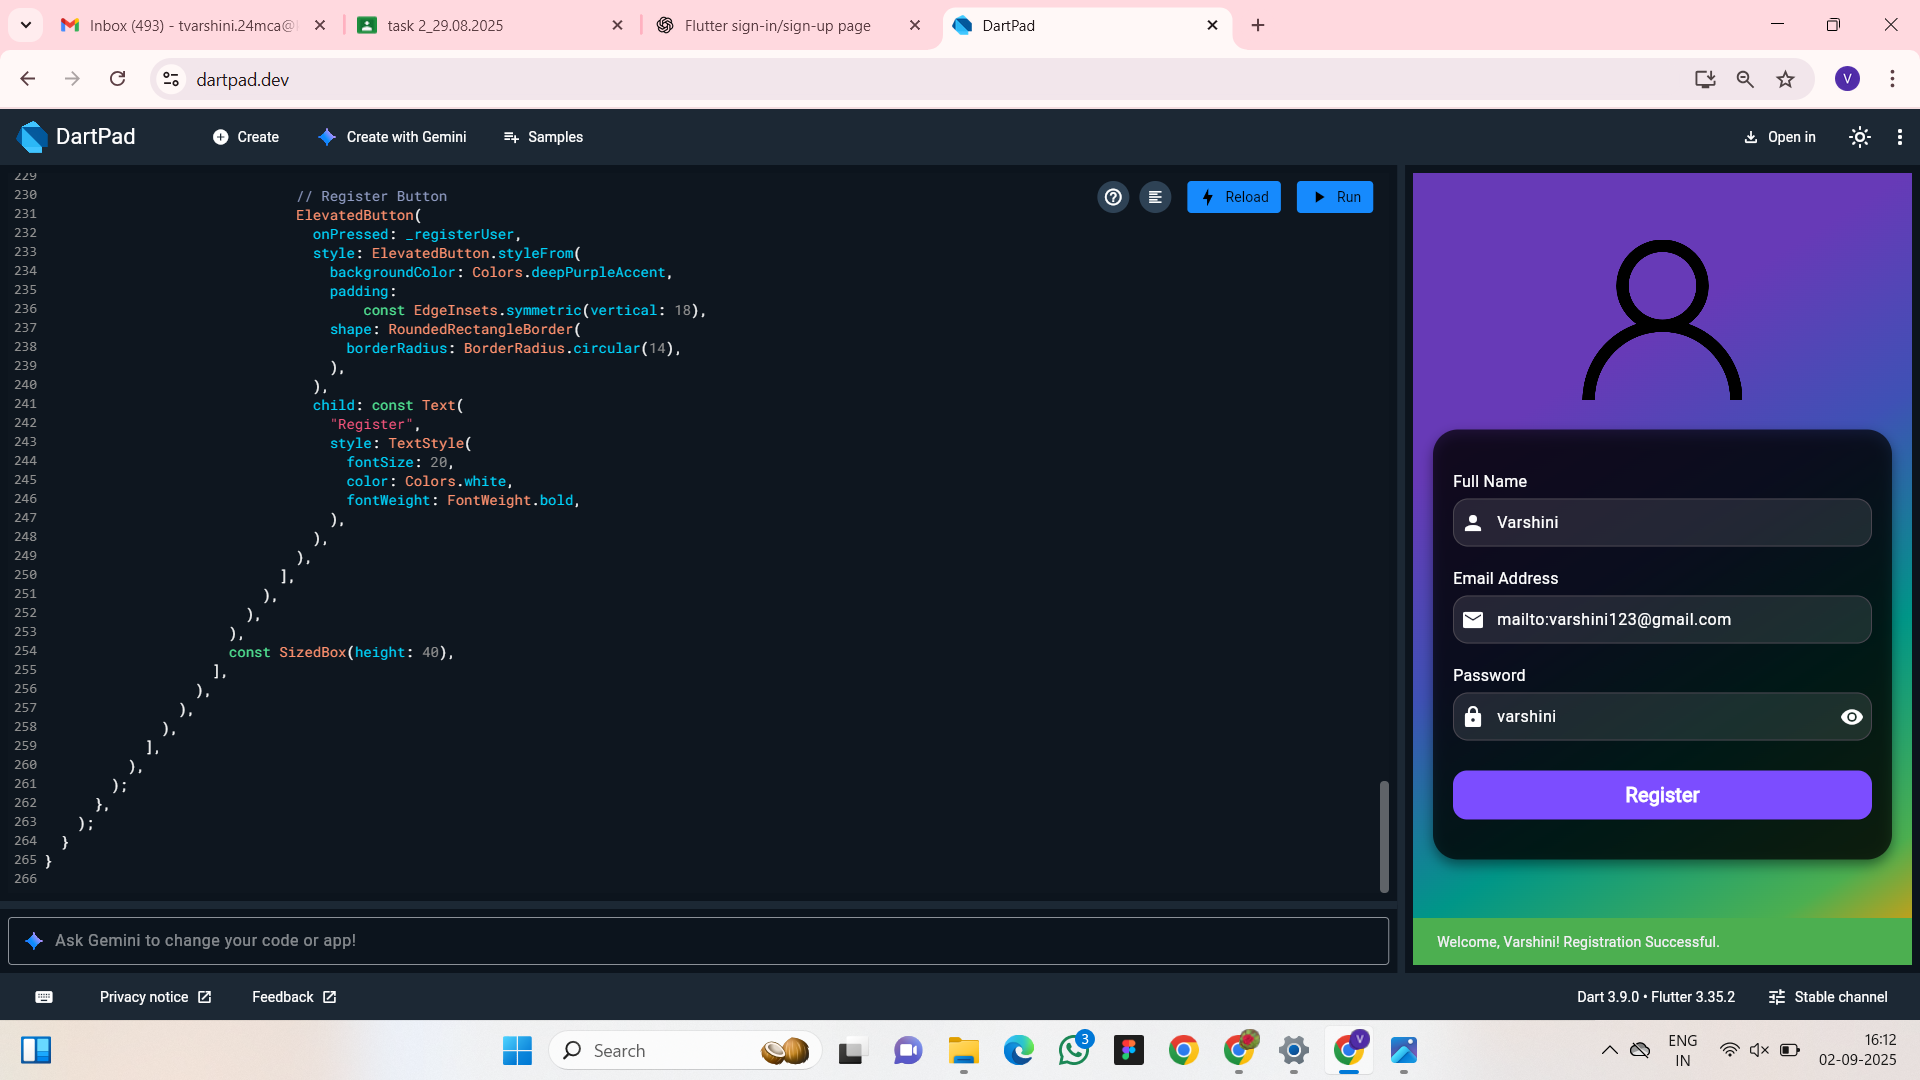 Inbox (493) - tvarshini.24mca@
task 2_29.08.2025
Flutter sign-in/sign-up page
DartPad
dartpad.dev
V
DartPad
Create
Create with Gemini
Samples
Open in
229
230 // Register Button
231 ElevatedButton(
232 onPressed: _registerUser,
233 style: ElevatedButton.styleFrom(
234 backgroundColor: Colors.deepPurpleAccent,
235 padding:
236 const EdgeInsets.symmetric(vertical: 18),
237 shape: RoundedRectangleBorder(
238 borderRadius: BorderRadius.circular(14),
239 ),
240 ),
241 child: const Text(
242 "Register",
243 style: TextStyle(
244 fontSize: 20,
245 color: Colors.white,
246 fontWeight: FontWeight.bold,
247 ),
248 ),
249 ),
250 ],
251 ),
252 ),
253 ),
254 const SizedBox(height: 40),
255 ],
256 ),
257 ),
258 ),
259 ],
260 ),
261 );
262 },
263 );
264 }
265 }
266
Reload
Run
Full Name
Varshini
Email Address
mailto:varshini123@gmail.com
Password
varshini
Register
Welcome, Varshini! Registration Successful.
Ask Gemini to change your code or app!
Privacy notice
Feedback
Dart 3.9.0 • Flutter 3.35.2
Stable channel
Search
3
V
ENG
IN
16:12
02-09-2025